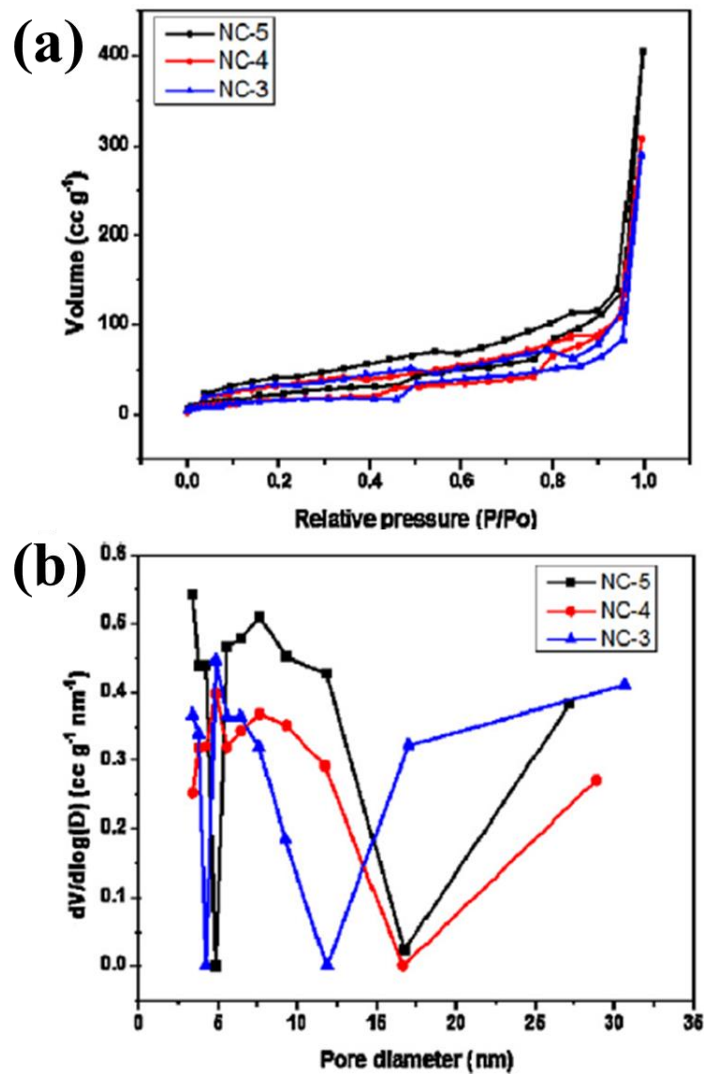 (a)
NC-5
NC-4
NC-3
400
300
200
100
0
Volume (cc g⁻¹)
0.0 0.2 0.4 0.6 0.8 1.0
Relative pressure (P/Po)
(b)
NC-5
NC-4
NC-3
0.6
0.5
0.4
0.3
0.2
0.1
0.0
dV/dlog(D) (cc g⁻¹ nm⁻¹)
0 5 10 15 20 25 30 35
Pore diameter (nm)